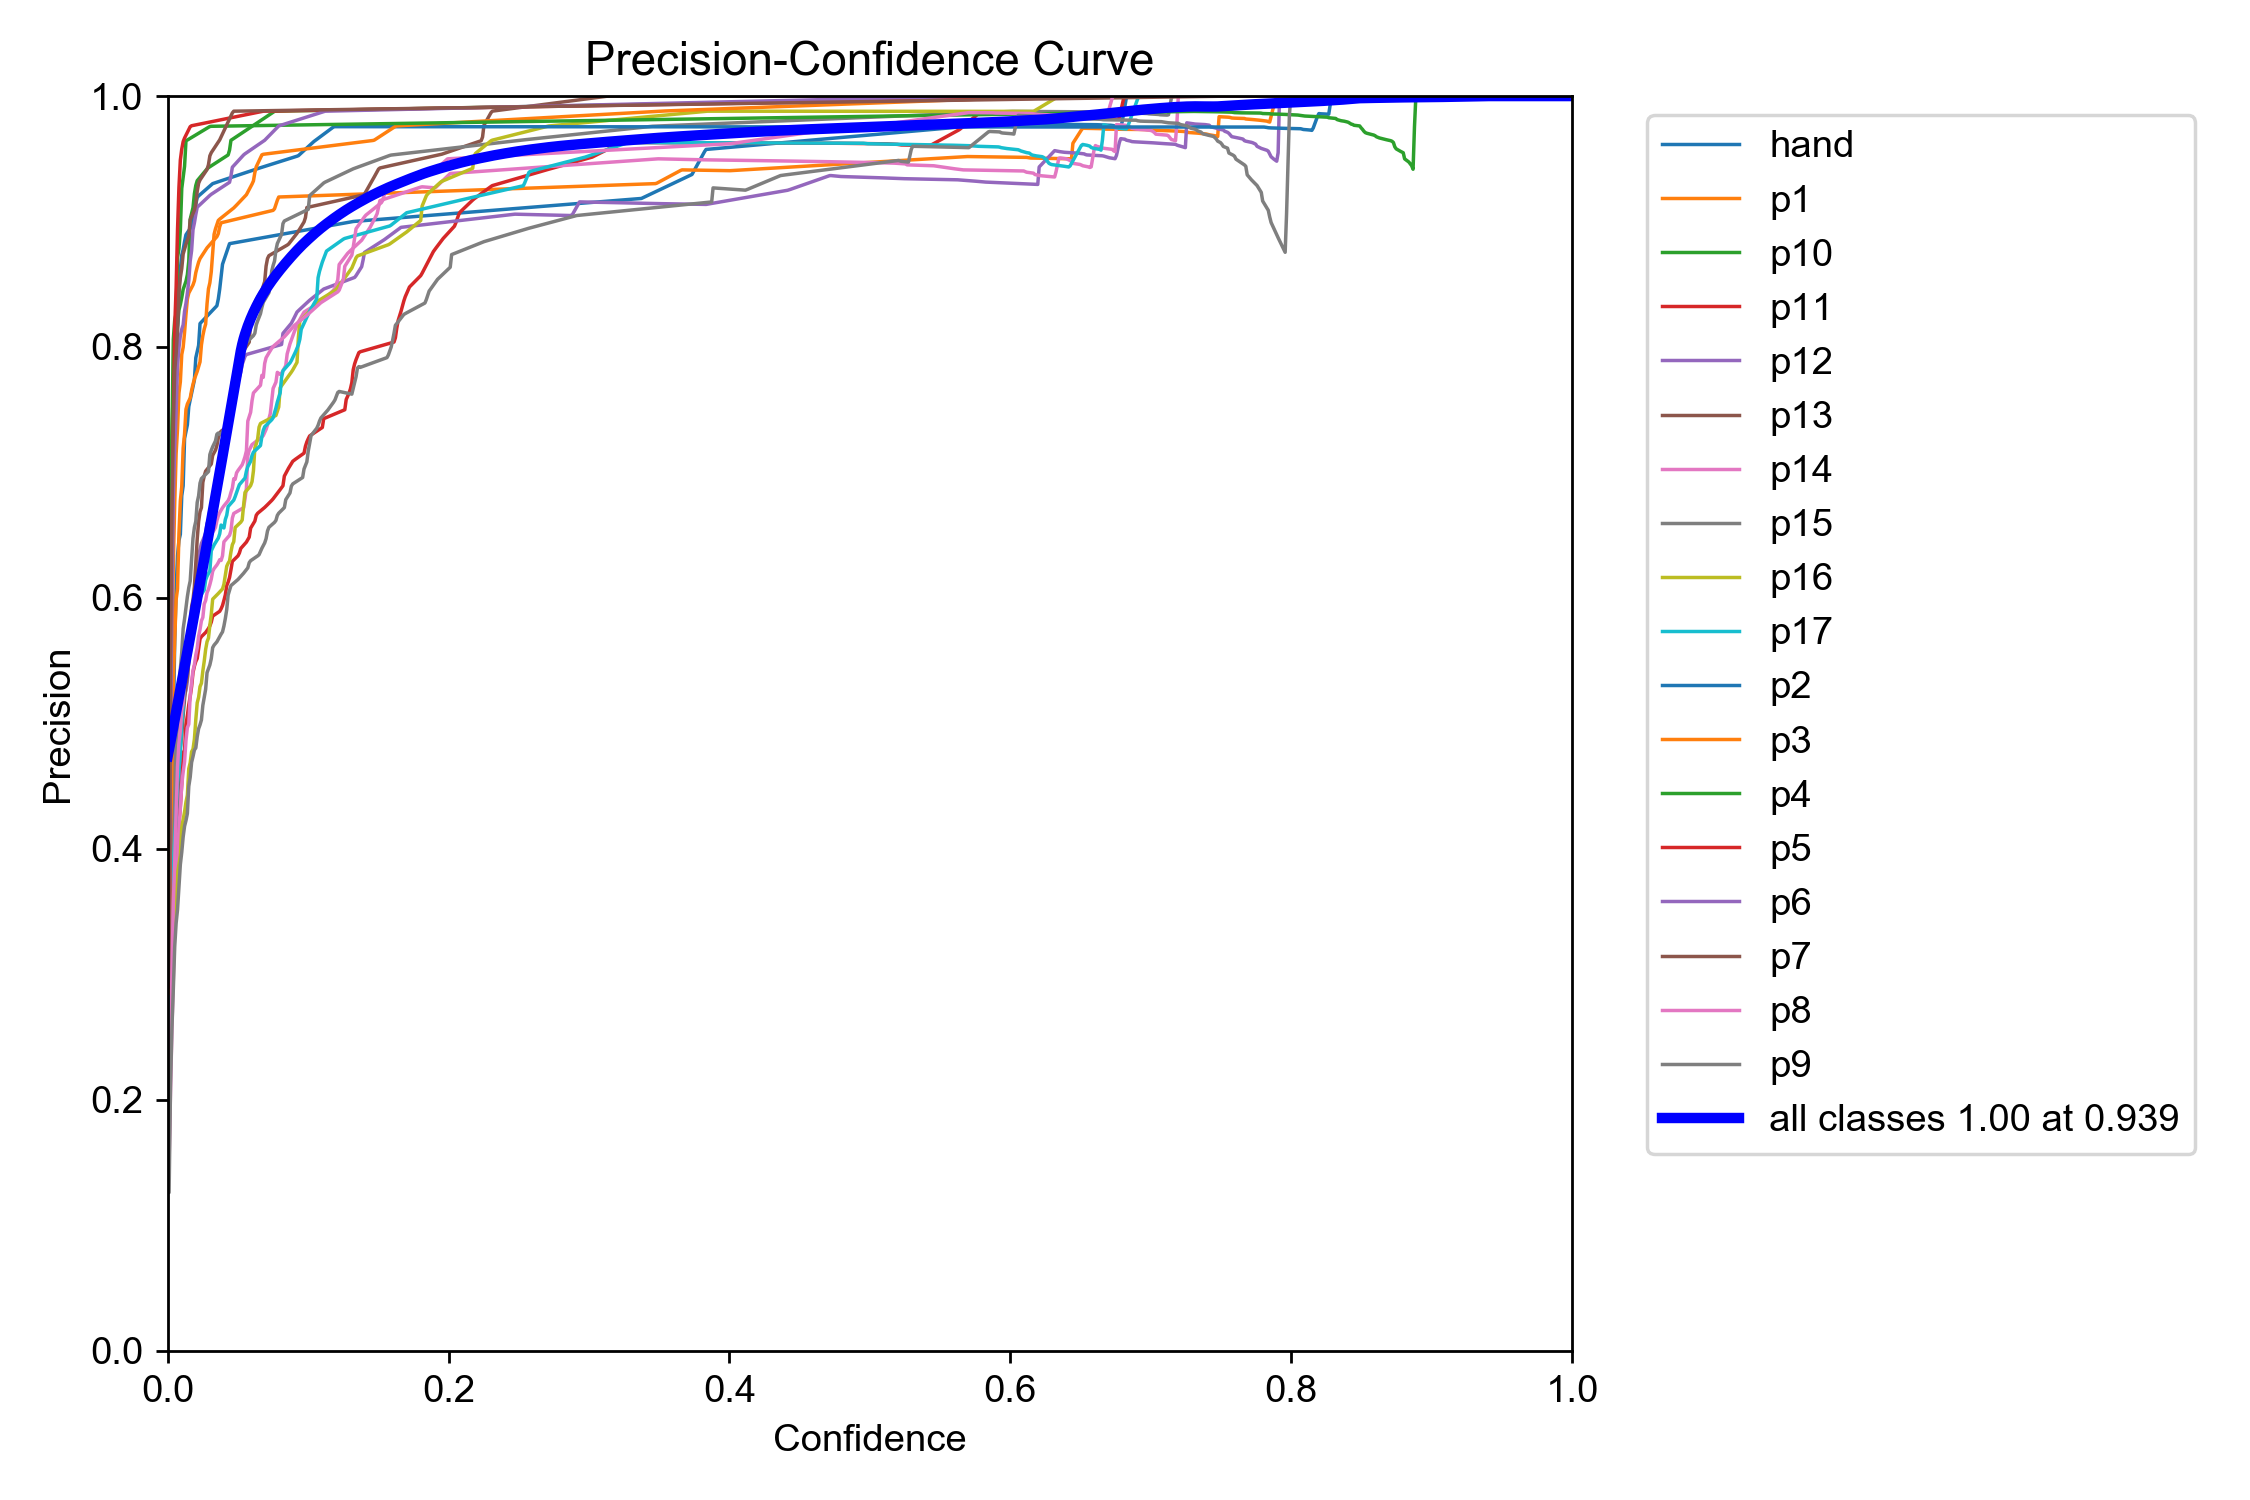 Precision-Confidence Curve
1.0
0.8
0.6
0.4
0.2
0.0
Precision
0.0 0.2 0.4 0.6 0.8 1.0
Confidence
hand
p1
p10
p11
p12
p13
p14
p15
p16
p17
p2
p3
p4
p5
p6
p7
p8
p9
all classes 1.00 at 0.939